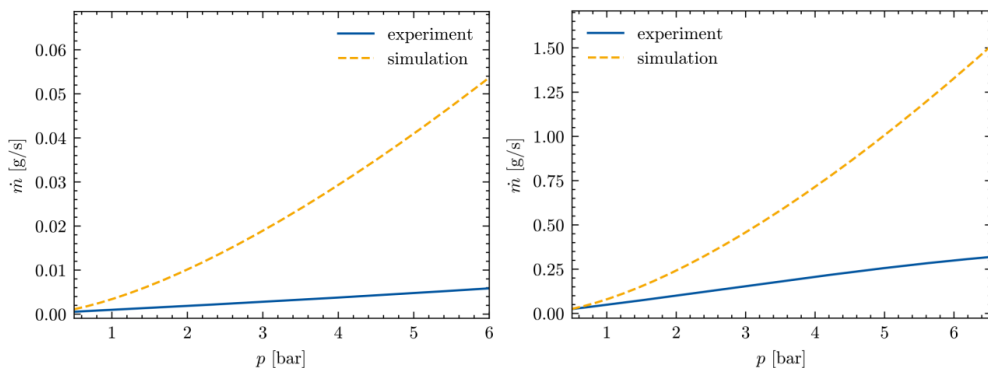 experiment
simulation
0.06
0.05
0.04
0.03
0.02
0.01
0.00
ṁ [g/s]
1 2 3 4 5 6
p [bar]
experiment
simulation
1.50
1.25
1.00
0.75
0.50
0.25
0.00
ṁ [g/s]
1 2 3 4 5 6
p [bar]